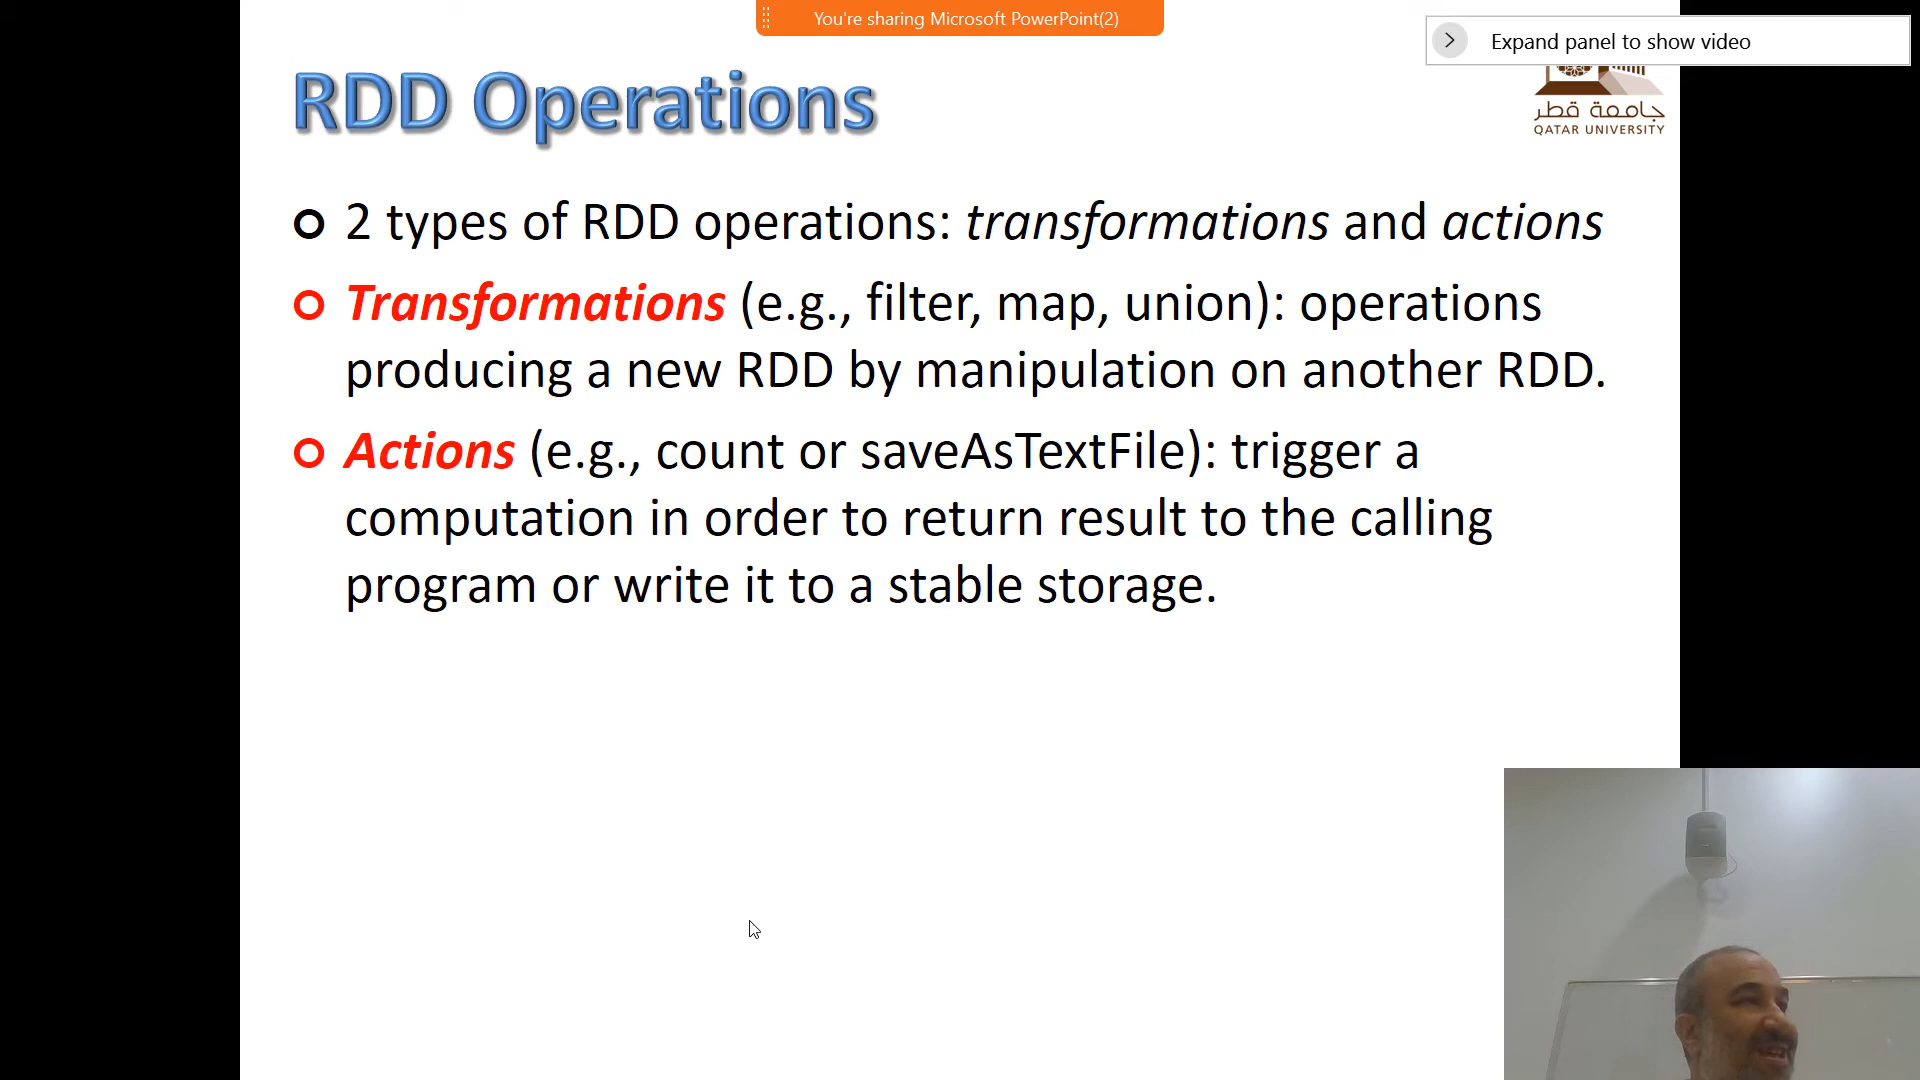 You're sharing Microsoft PowerPoint(2)
Expand panel to show video
RDD Operations
جامعة قطر
QATAR UNIVERSITY
2 types of RDD operations: transformations and actions
Transformations (e.g., filter, map, union): operations
producing a new RDD by manipulation on another RDD.
Actions (e.g., count or saveAsTextFile): trigger a
computation in order to return result to the calling
program or write it to a stable storage.